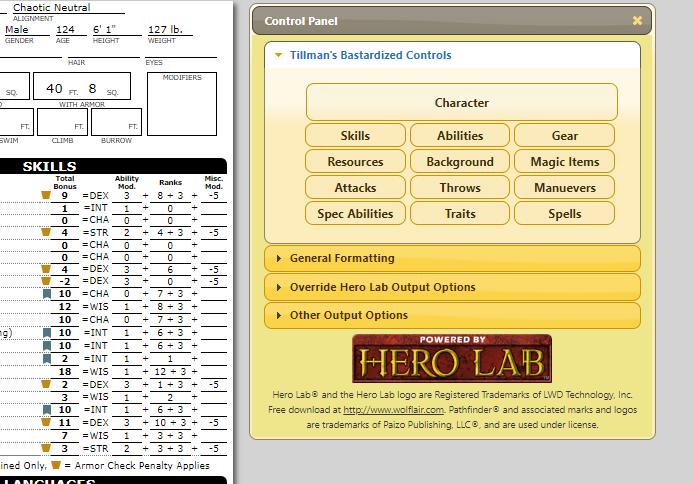 Chaotic Neutral
ALIGNMENT
Male 124 6' 1" 127 lb.
GENDER AGE HEIGHT WEIGHT
HAIR EYES
SQ. 40 FT. 8 SQ. MODIFIERS
WITH ARMOR
FT. FT. FT.
SWIM CLIMB BURROW
SKILLS
Total Bonus Ability Mod. Ranks Misc. Mod.
9 =DEX 3 + 8 + 3 + -5
1 =INT 1 + 0 +
0 =CHA 0 + 0 +
4 =STR 2 + 4 + 3 + -5
0 =CHA 0 + 0 +
0 =CHA 0 + 0 +
4 =DEX 3 + 6 + -5
-2 =DEX 3 + 0 + -5
10 =CHA 0 + 7 + 3 +
12 =WIS 1 + 8 + 3 +
10 =CHA 0 + 7 + 3 +
ng) 10 =INT 1 + 6 + 3 +
10 =INT 1 + 6 + 3 +
2 =INT 1 + 1 +
18 =WIS 1 + 12 + 3 +
2 =DEX 3 + 1 + 3 + -5
3 =WIS 1 + 2 +
10 =INT 1 + 6 + 3 +
11 =DEX 3 + 10 + 3 + -5
7 =WIS 1 + 3 + 3 +
3 =STR 2 + 3 + 3 + -5
ined Only, = Armor Check Penalty Applies
LANGUAGES
Control Panel
Tillman's Bastardized Controls
Character
Skills Abilities Gear
Resources Background Magic Items
Attacks Throws Manuevers
Spec Abilities Traits Spells
General Formatting
Override Hero Lab Output Options
Other Output Options
POWERED BY
HERO LAB
Hero Lab® and the Hero Lab logo are Registered Trademarks of LWD Technology, Inc.
Free download at http://www.wolflair.com. Pathfinder® and associated marks and logos
are trademarks of Paizo Publishing, LLC®, and are used under license.